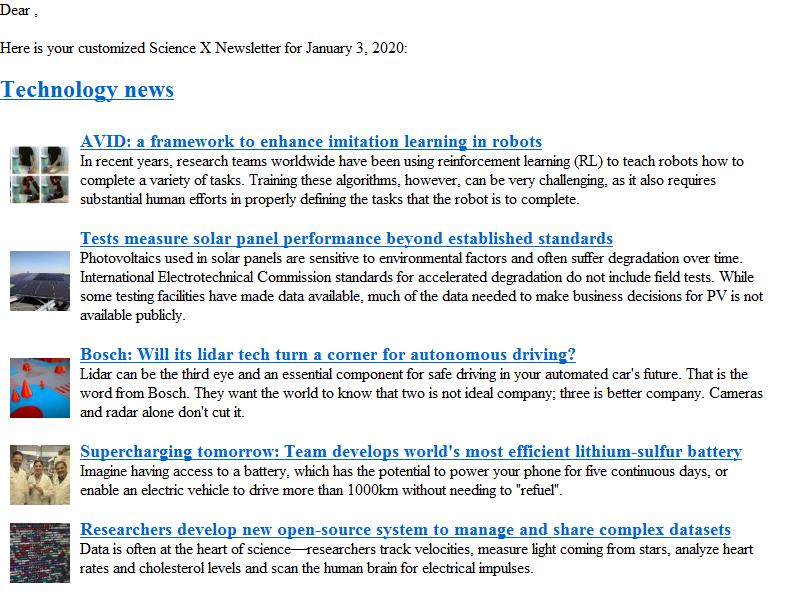 Dear ,
Here is your customized Science X Newsletter for January 3, 2020:
Technology news
AVID: a framework to enhance imitation learning in robots
In recent years, research teams worldwide have been using reinforcement learning (RL) to teach robots how to
complete a variety of tasks. Training these algorithms, however, can be very challenging, as it also requires
substantial human efforts in properly defining the tasks that the robot is to complete.
Tests measure solar panel performance beyond established standards
Photovoltaics used in solar panels are sensitive to environmental factors and often suffer degradation over time.
International Electrotechnical Commission standards for accelerated degradation do not include field tests. While
some testing facilities have made data available, much of the data needed to make business decisions for PV is not
available publicly.
Bosch: Will its lidar tech turn a corner for autonomous driving?
Lidar can be the third eye and an essential component for safe driving in your automated car's future. That is the
word from Bosch. They want the world to know that two is not ideal company; three is better company. Cameras
and radar alone don't cut it.
Supercharging tomorrow: Team develops world's most efficient lithium-sulfur battery
Imagine having access to a battery, which has the potential to power your phone for five continuous days, or
enable an electric vehicle to drive more than 1000km without needing to "refuel".
Researchers develop new open-source system to manage and share complex datasets
Data is often at the heart of science—researchers track velocities, measure light coming from stars, analyze heart
rates and cholesterol levels and scan the human brain for electrical impulses.